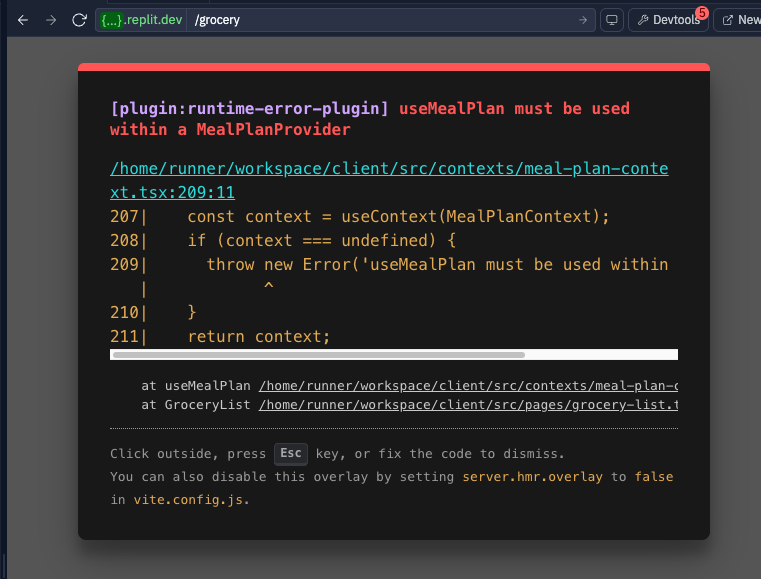 {...}.replit.dev /grocery Devtools 5 New
[plugin:runtime-error-plugin] useMealPlan must be used
within a MealPlanProvider
/home/runner/workspace/client/src/contexts/meal-plan-conte
xt.tsx:209:11
207|    const context = useContext(MealPlanContext);
208|    if (context === undefined) {
209|      throw new Error('useMealPlan must be used within
   |            ^
210|    }
211|    return context;
at useMealPlan /home/runner/workspace/client/src/contexts/meal-plan-c
at GroceryList /home/runner/workspace/client/src/pages/grocery-list.t
Click outside, press Esc key, or fix the code to dismiss.
You can also disable this overlay by setting server.hmr.overlay to false
in vite.config.js.